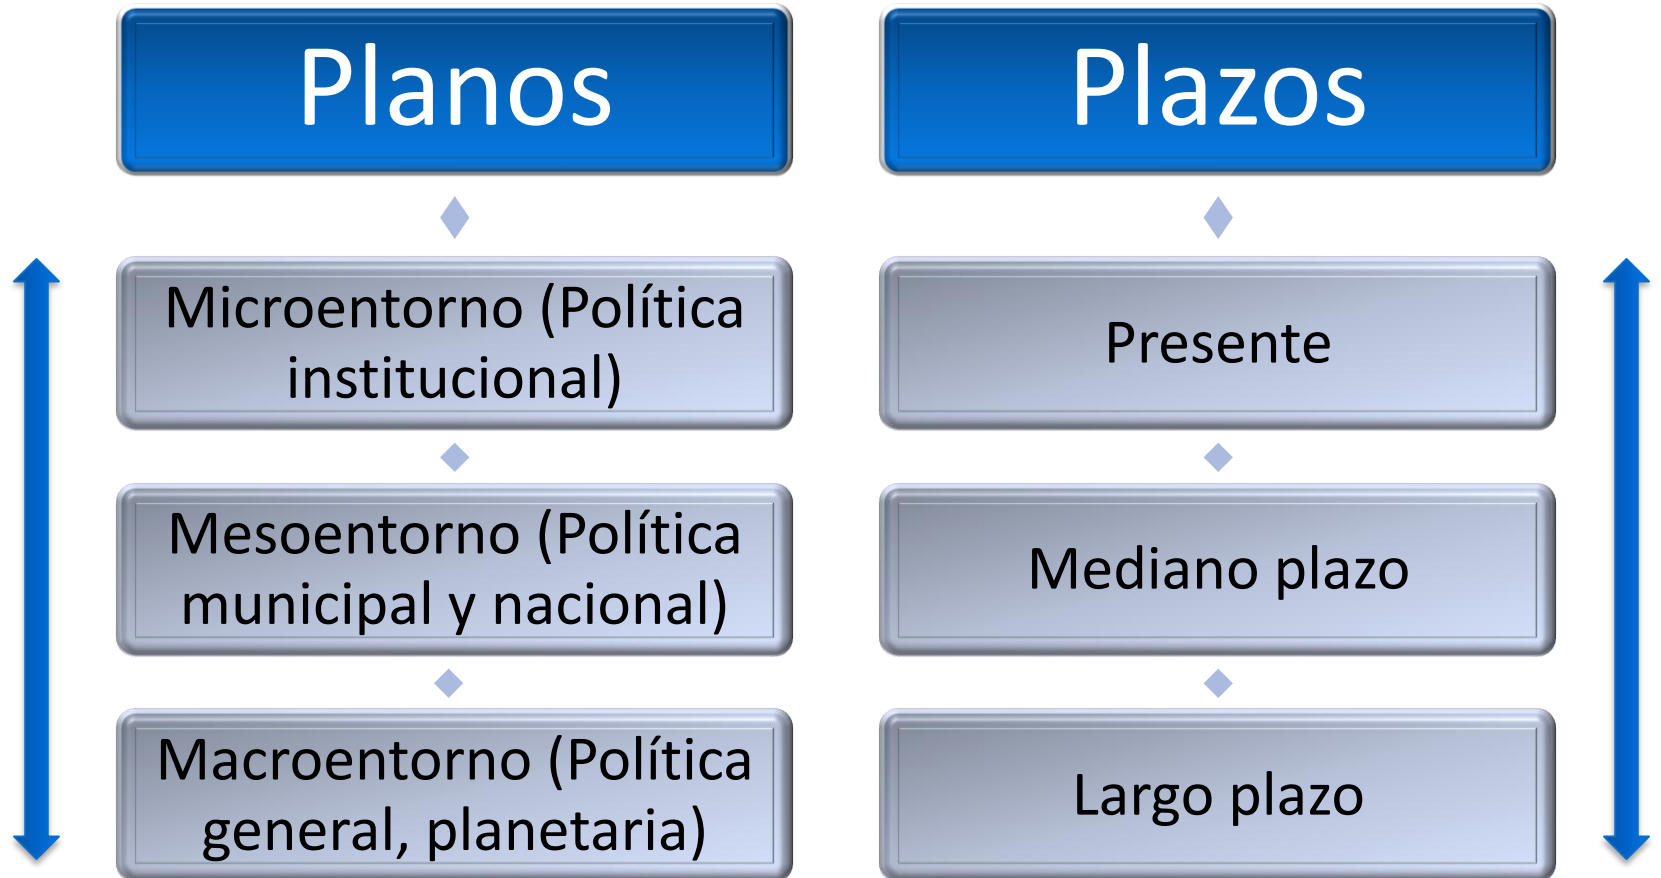 Planos
Microentorno (Política
institucional)
Mesoentorno (Política
municipal y nacional)
Macroentorno (Política
general, planetaria)
Plazos
Presente
Mediano plazo
Largo plazo